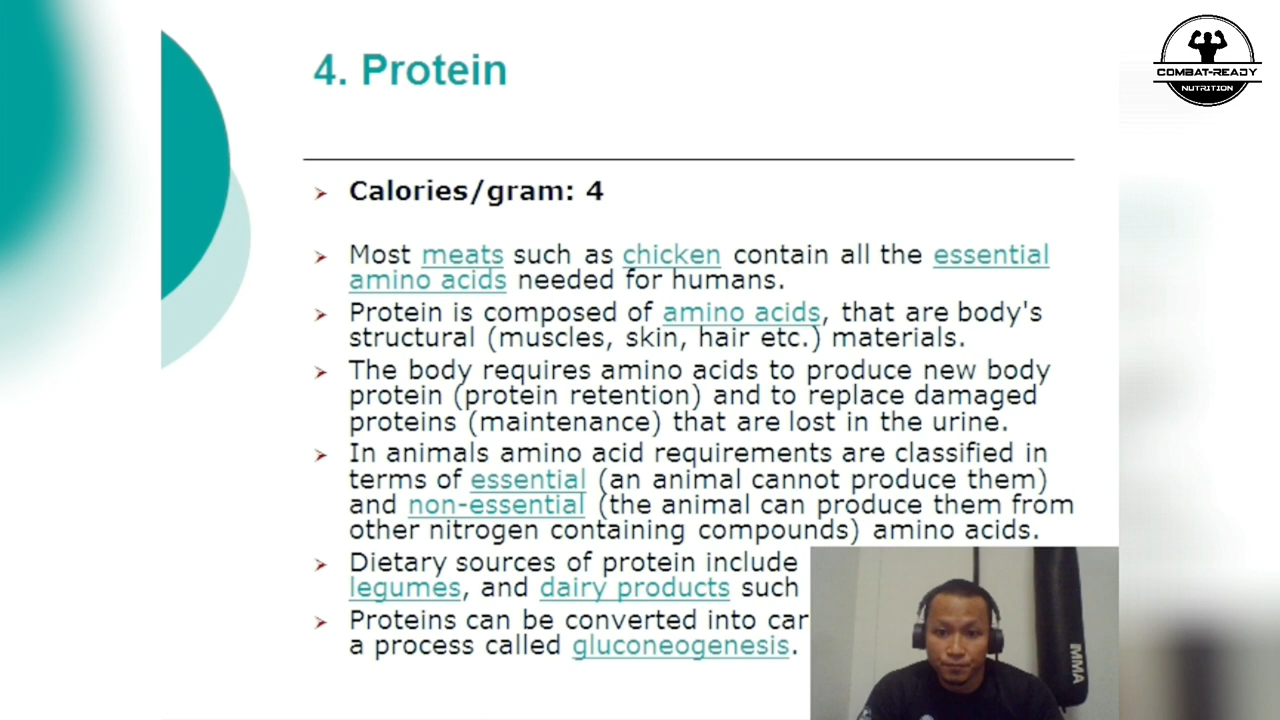 COMBAT-READY
NUTRITION
4. Protein
Calories/gram: 4
Most meats such as chicken contain all the essential
amino acids needed for humans.
Protein is composed of amino acids, that are body's
structural (muscles, skin, hair etc.) materials.
The body requires amino acids to produce new body
protein (protein retention) and to replace damaged
proteins (maintenance) that are lost in the urine.
In animals amino acid requirements are classified in
terms of essential (an animal cannot produce them)
and non-essential (the animal can produce them from
other nitrogen containing compounds) amino acids.
Dietary sources of protein include
legumes, and dairy products such
Proteins can be converted into car
a process called gluconeogenesis.
MMA